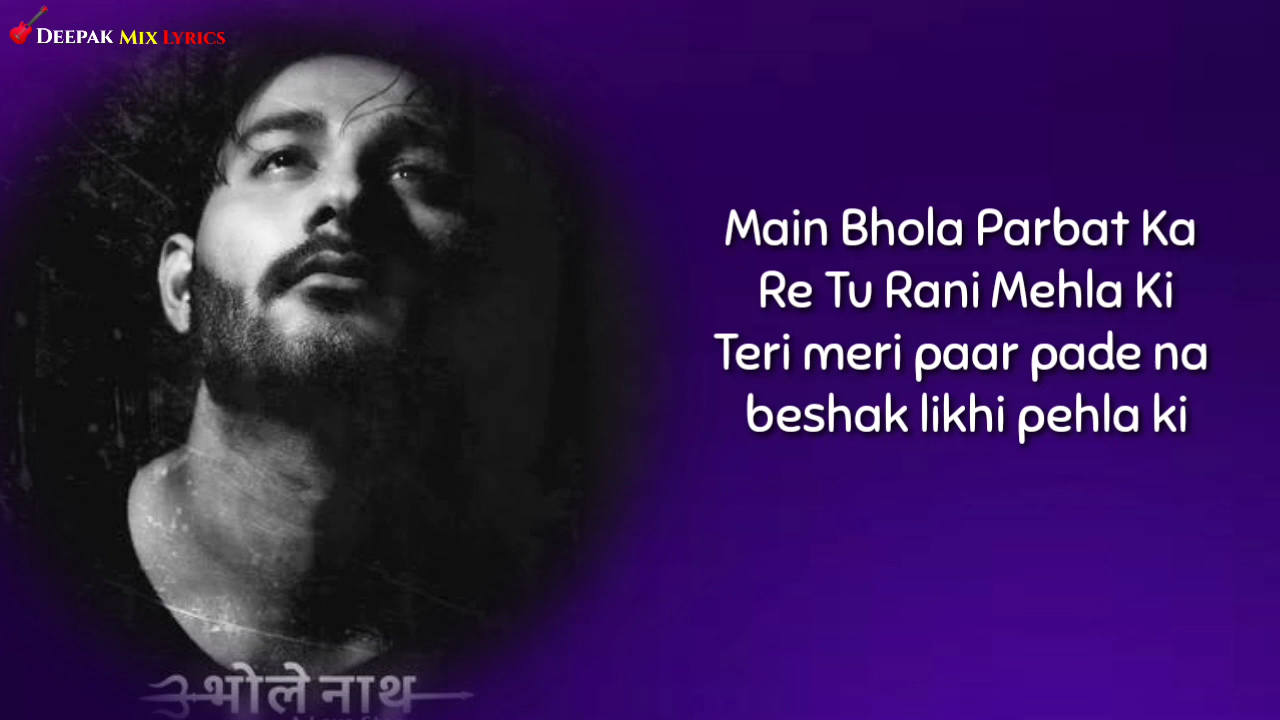 Deepak Mix Lyrics
Main Bhola Parbat Ka
Re Tu Rani Mehla Ki
Teri meri paar pade na
beshak likhi pehla ki
भोले नाथ